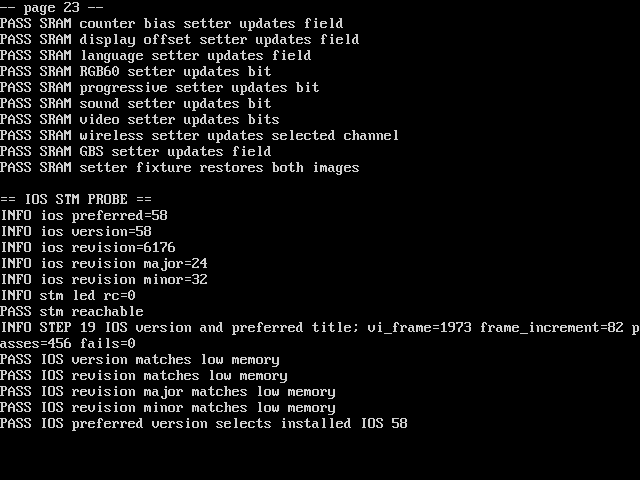 -- page 23 --
PASS SRAM counter bias setter updates field
PASS SRAM display offset setter updates field
PASS SRAM language setter updates field
PASS SRAM RGB60 setter updates bit
PASS SRAM progressive setter updates bit
PASS SRAM sound setter updates bit
PASS SRAM video setter updates bits
PASS SRAM wireless setter updates selected channel
PASS SRAM GBS setter updates field
PASS SRAM setter fixture restores both images

== IOS STM PROBE ==
INFO ios preferred=58
INFO ios version=58
INFO ios revision=6176
INFO ios revision major=24
INFO ios revision minor=32
INFO stm led rc=0
PASS stm reachable
INFO STEP 19 IOS version and preferred title; vi_frame=1973 frame_increment=82 p
asses=456 fails=0
PASS IOS version matches low memory
PASS IOS revision matches low memory
PASS IOS revision major matches low memory
PASS IOS revision minor matches low memory
PASS IOS preferred version selects installed IOS 58